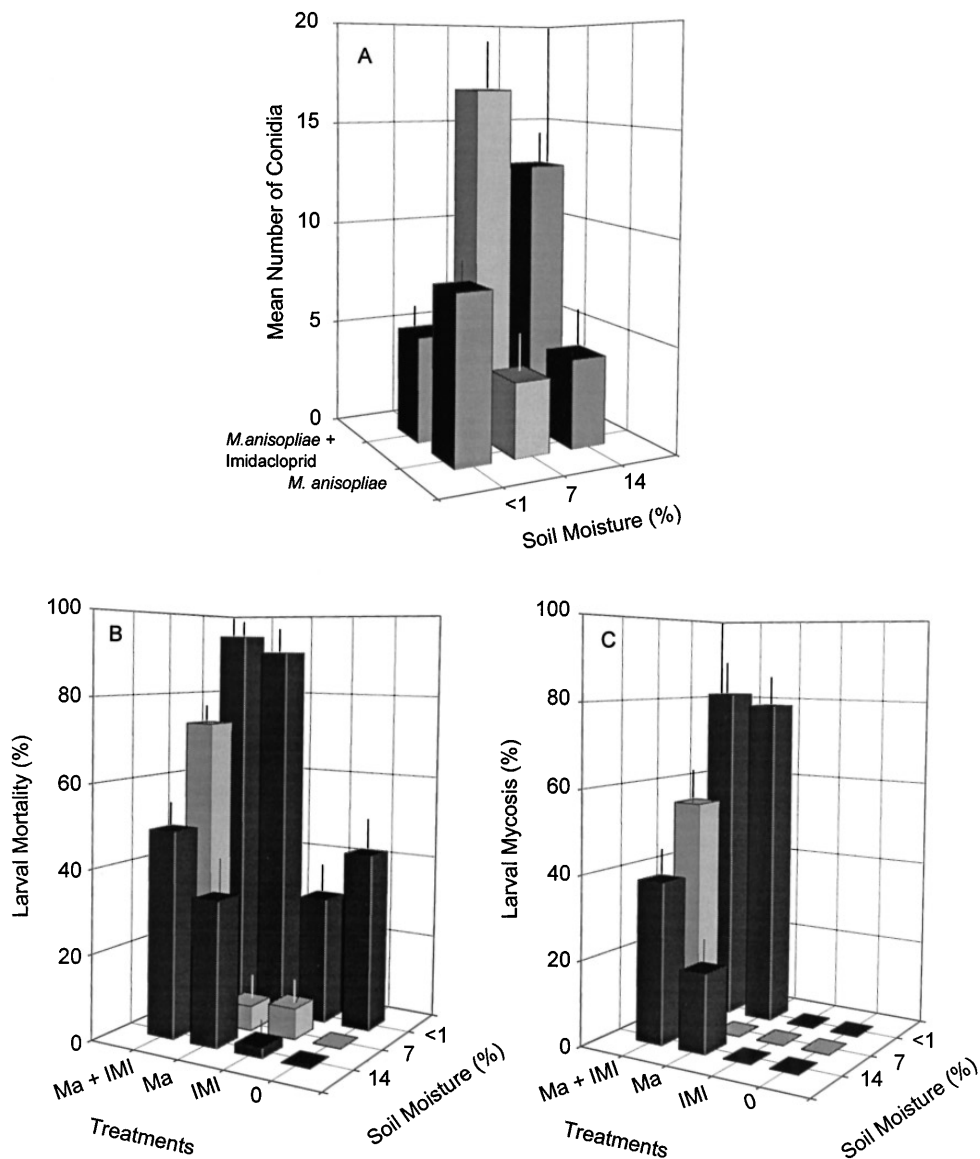 A
20
15
10
5
0
Mean Number of Conidia
M.anisopliae +
Imidacloprid
M. anisopliae
<1
7
14
Soil Moisture (%)
B
100
80
60
40
20
0
Larval Mortality (%)
Ma + IMI
Ma
IMI
0
Treatments
14
7
<1
Soil Moisture (%)
C
100
80
60
40
20
0
Larval Mycosis (%)
Ma + IMI
Ma
IMI
0
Treatments
14
7
<1
Soil Moisture (%)